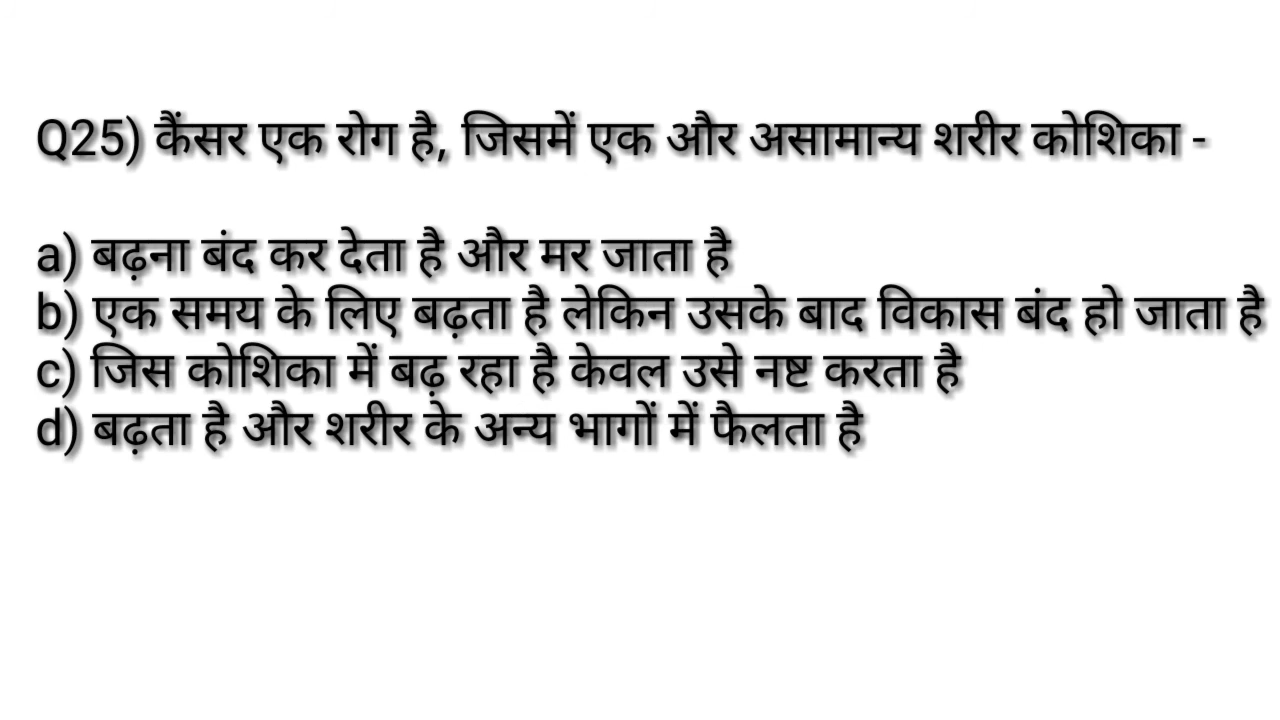 Q25) कैंसर एक रोग है, जिसमें एक और असामान्य शरीर कोशिका -
a) बढ़ना बंद कर देता है और मर जाता है
b) एक समय के लिए बढ़ता है लेकिन उसके बाद विकास बंद हो जाता है
c) जिस कोशिका में बढ़ रहा है केवल उसे नष्ट करता है
d) बढ़ता है और शरीर के अन्य भागों में फैलता है